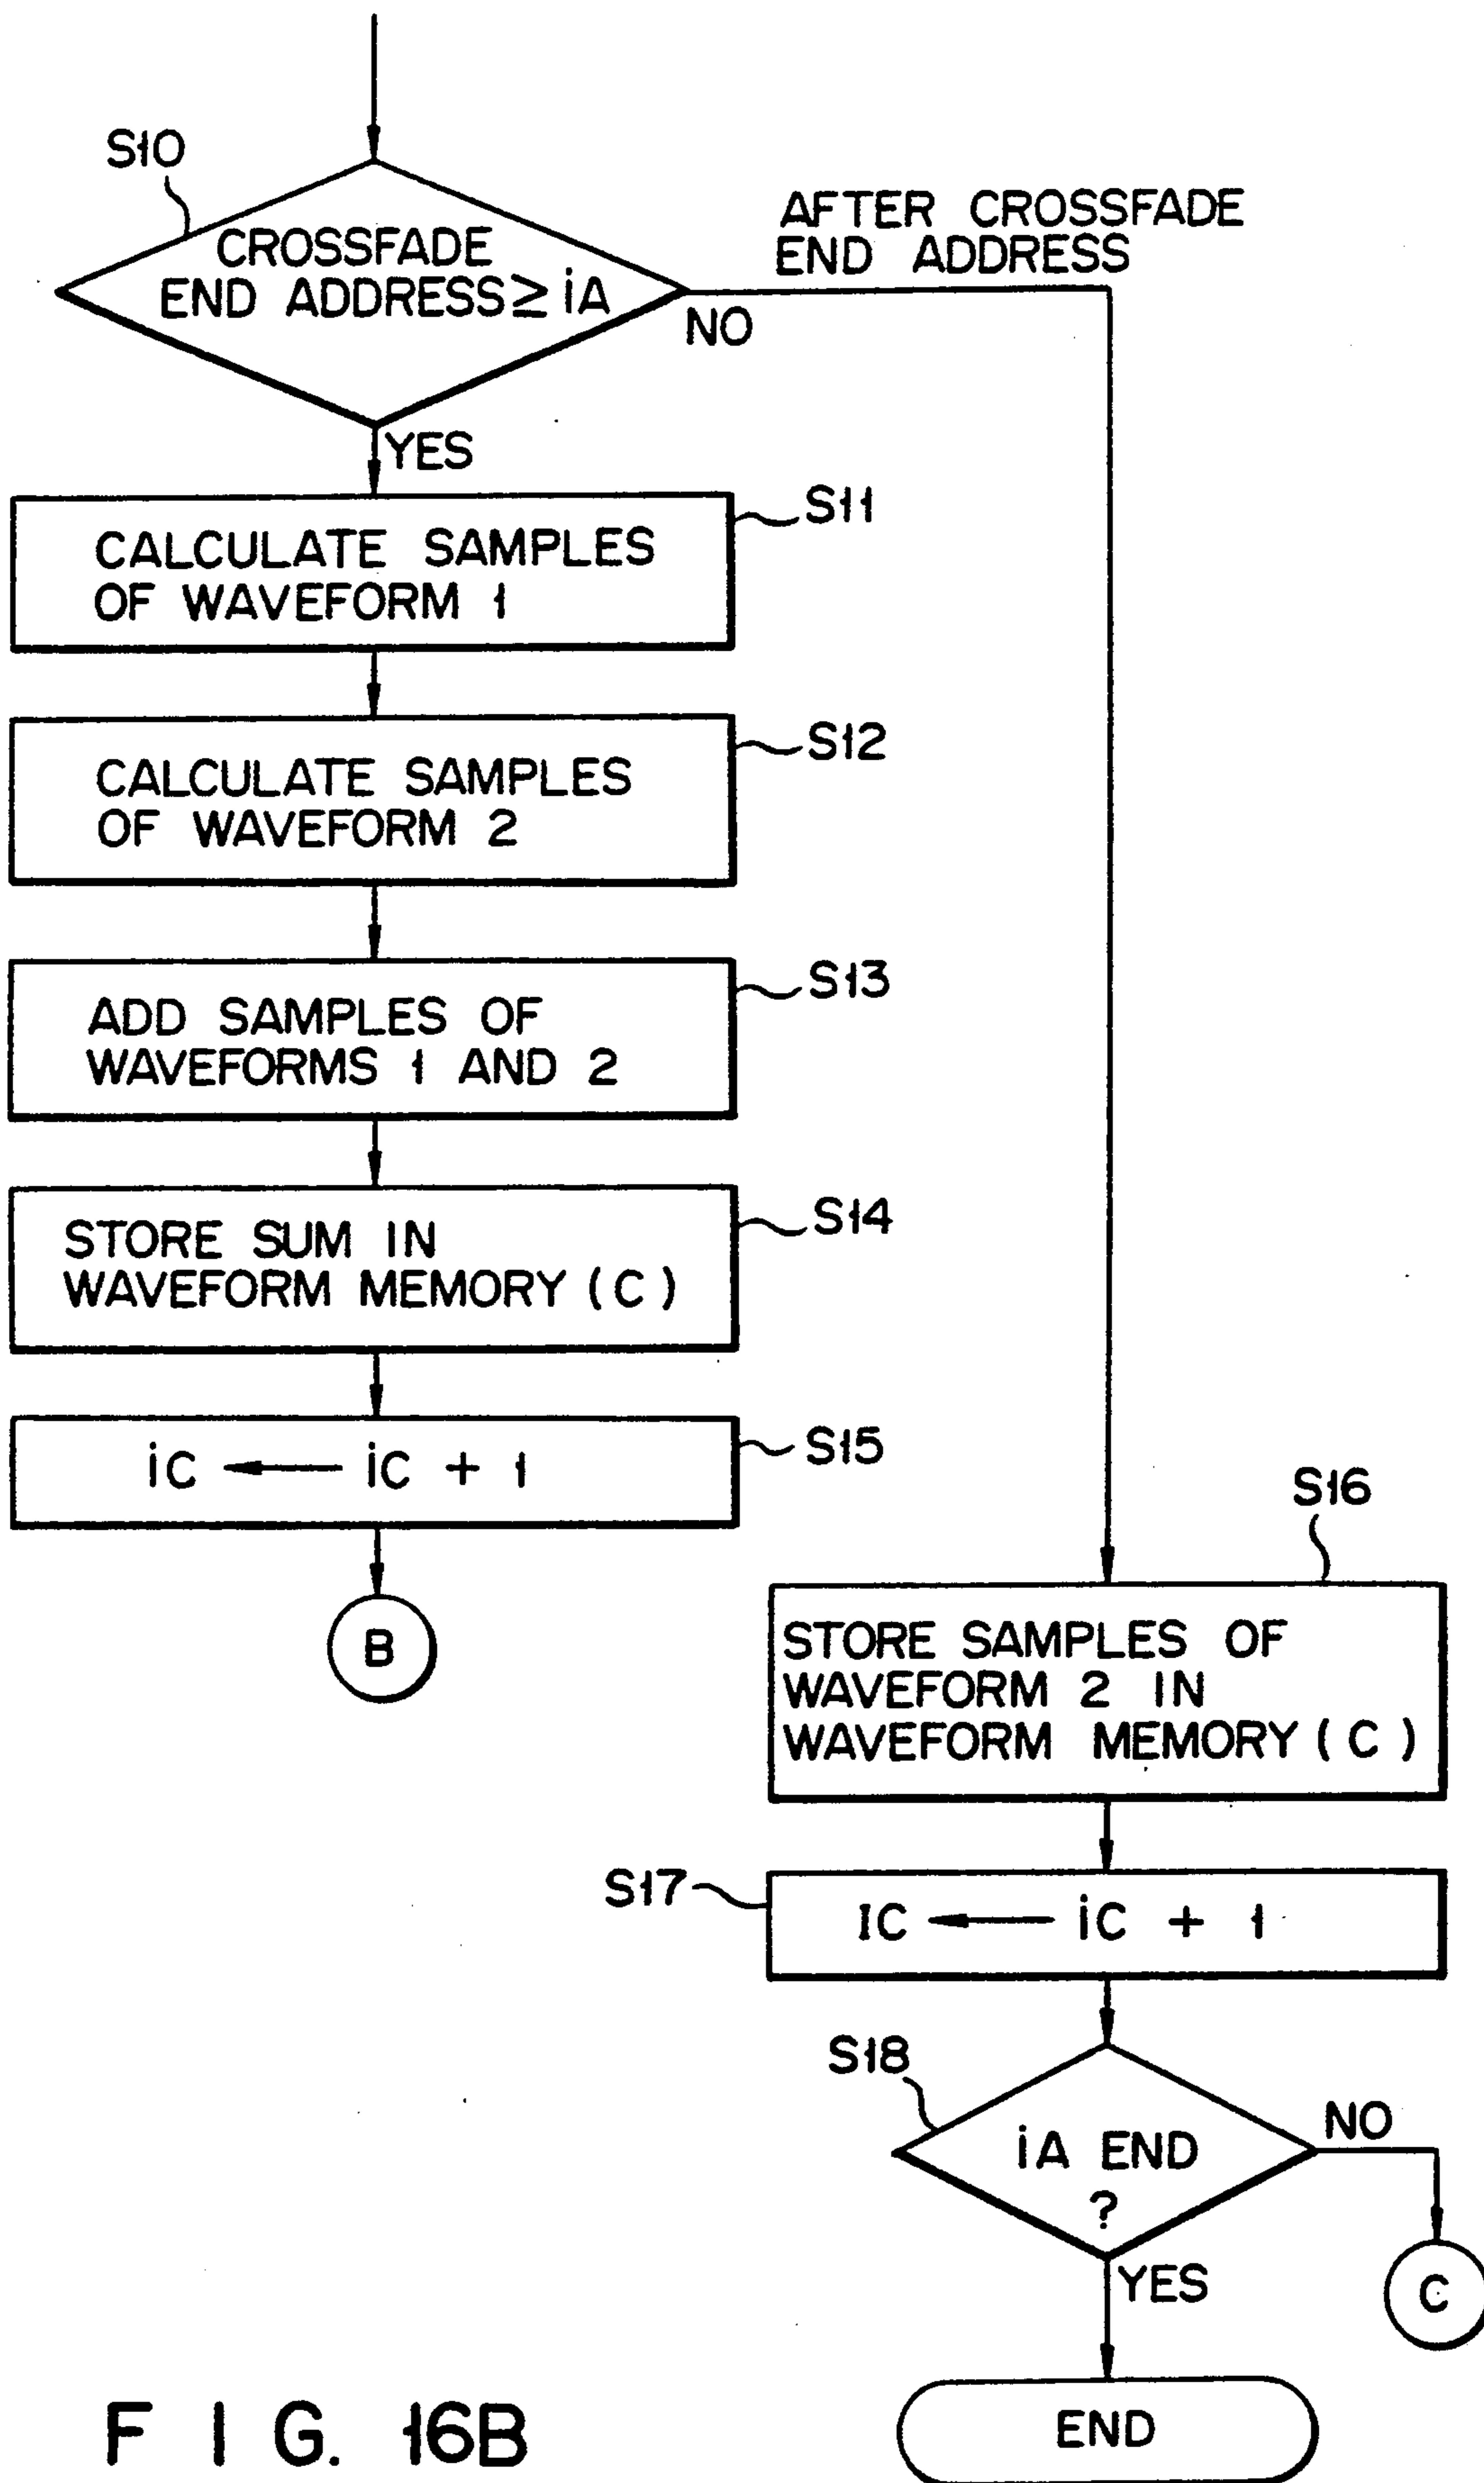 S10
CROSSFADE
END ADDRESS ≥ iA
AFTER CROSSFADE
END ADDRESS
NO
YES
S11
CALCULATE SAMPLES
OF WAVEFORM 1
S12
CALCULATE SAMPLES
OF WAVEFORM 2
S13
ADD SAMPLES OF
WAVEFORMS 1 AND 2
S14
STORE SUM IN
WAVEFORM MEMORY (C)
S15
iC ← iC + 1
B
S16
STORE SAMPLES OF
WAVEFORM 2 IN
WAVEFORM MEMORY (C)
S17
IC ← iC + 1
S18
iA END
?
NO
C
YES
END
FIG. 16B